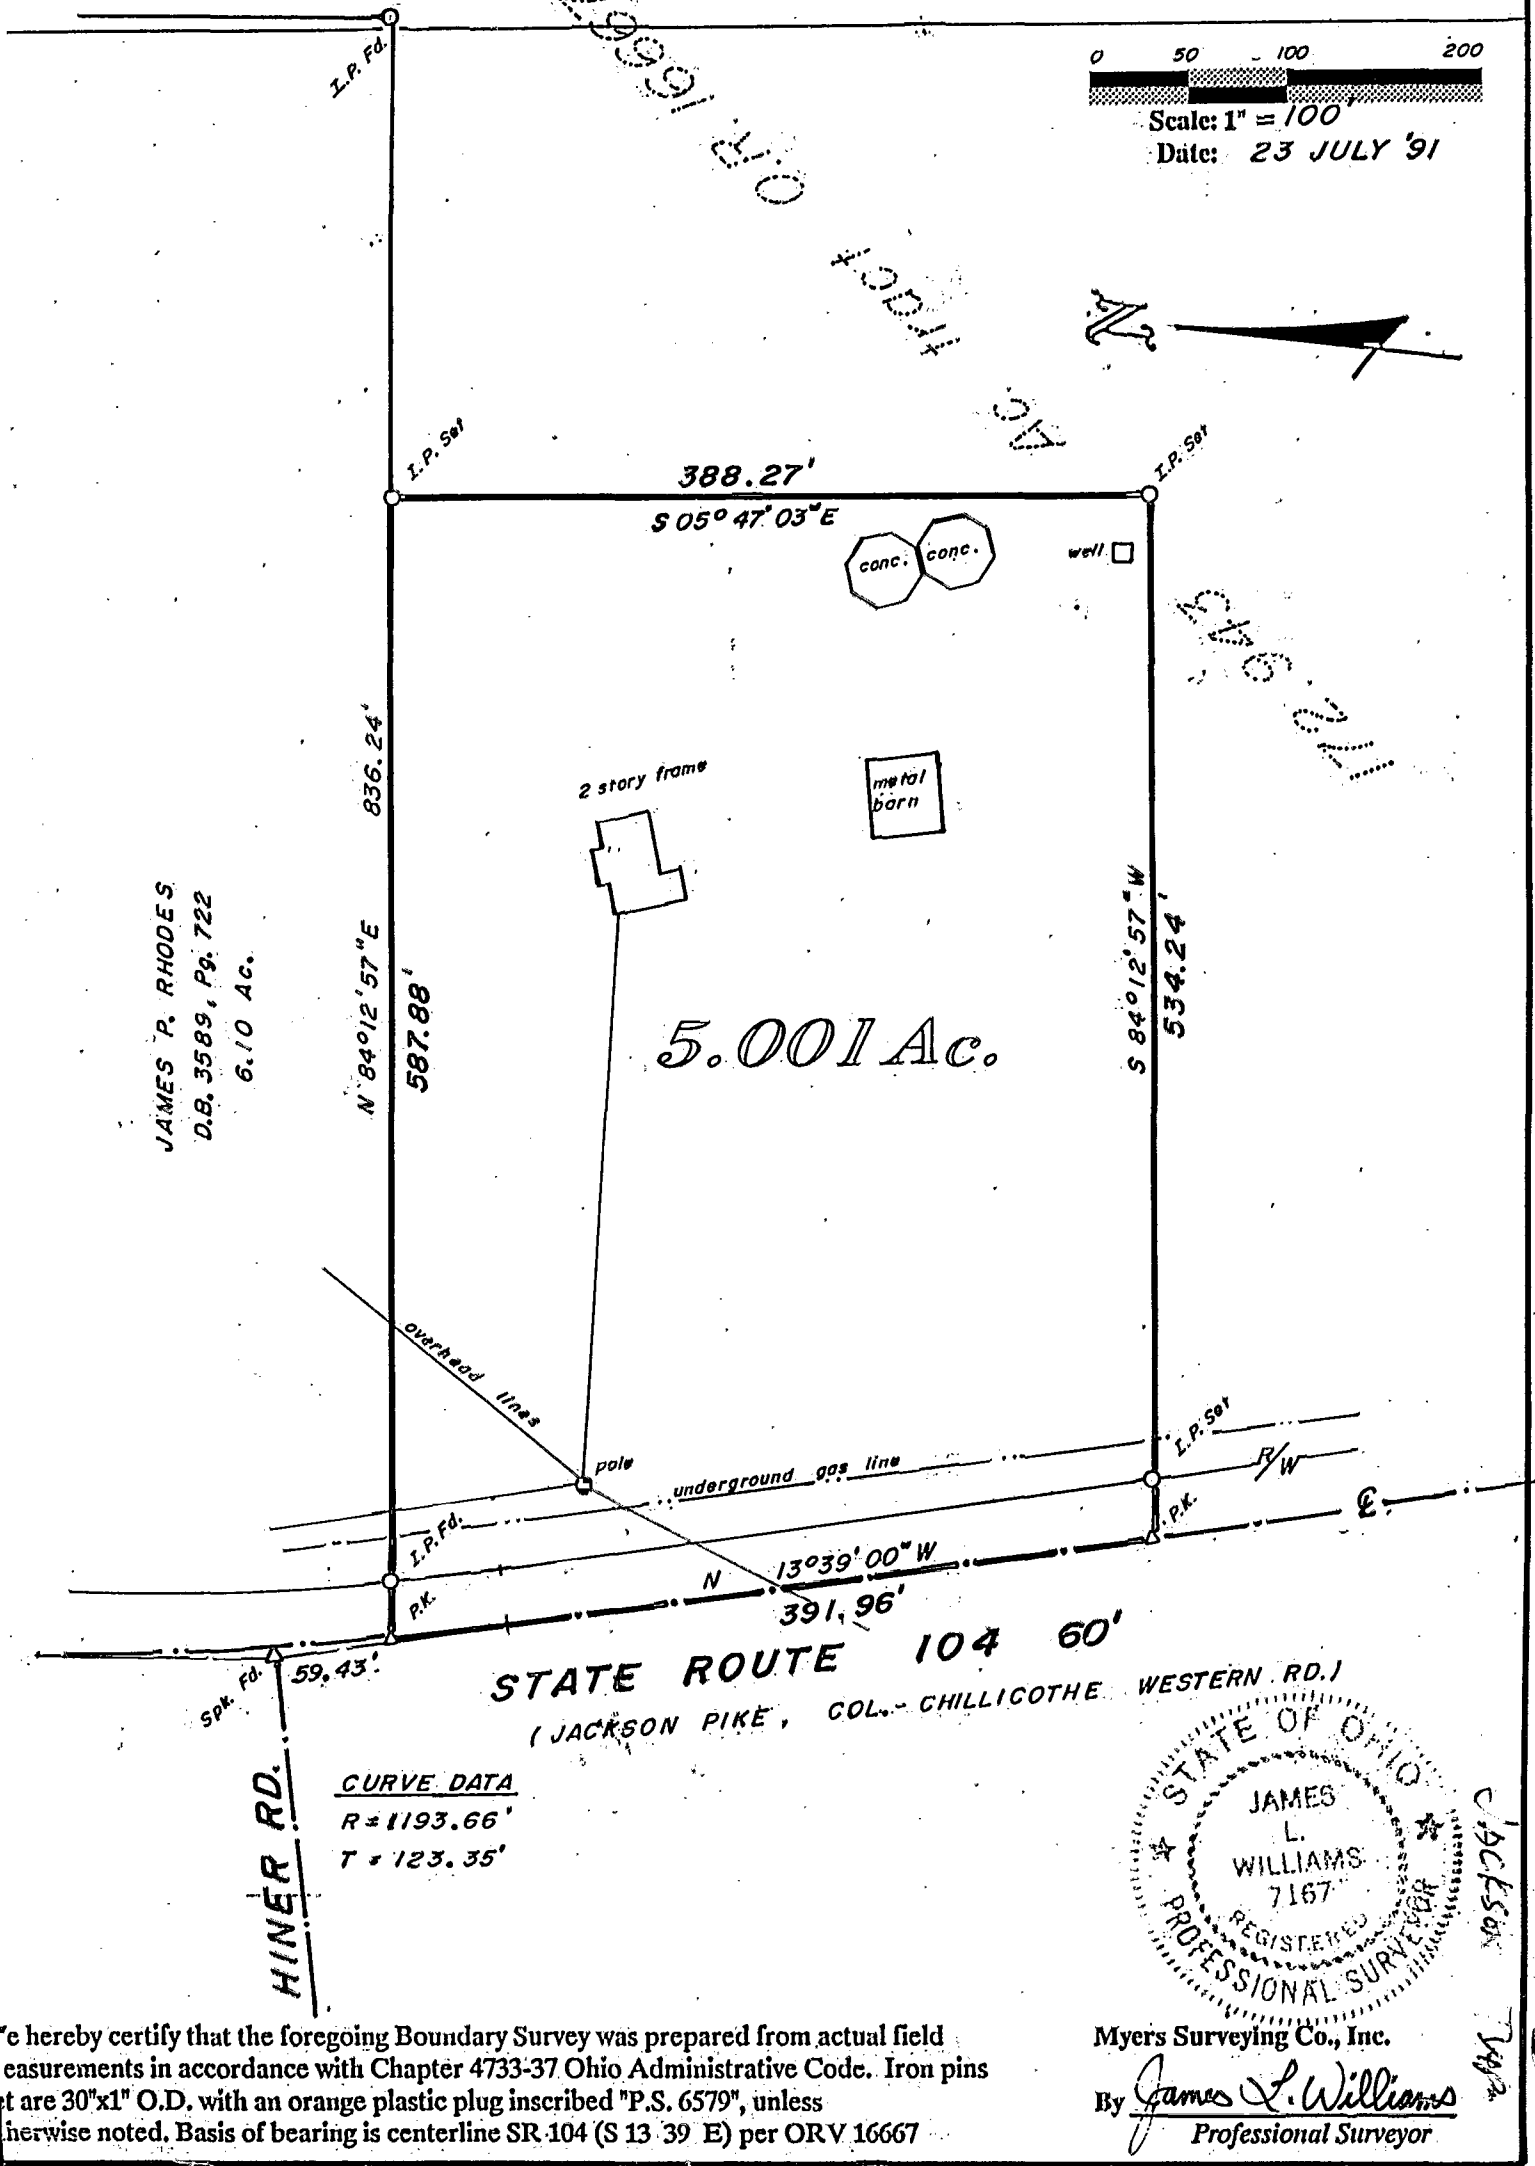 0 50 100 200
Scale: 1" = 100'
Date: 23 JULY '91
I.P. Fd.
O.R.
tract
Ac
172.943
N
I.P. Set
388.27'
S 05° 47' 03" E
I.P. Set
conc. conc.
well
836.24'
2 story frame
metal
barn
JAMES P. RHODES
D.B. 3589, Pg. 722
6.10 Ac.
N 84°12'57" E
587.88'
S 84°12'57" W
534.24'
5.001 Ac.
overhead lines
pole
underground gas line
I.P. Set
R/W
I.P. Fd.
P.K.
P.K.
℄
N 13°39'00" W
391.96'
Spk. Fd.
59.43'
STATE ROUTE 104 60'
(JACKSON PIKE, COL.-CHILLICOTHE WESTERN RD.)
HINER RD.
CURVE DATA
R = 1193.66'
T = 123.35'
STATE OF OHIO
JAMES
L.
WILLIAMS
7167
REGISTERED
PROFESSIONAL SURVEYOR
JACKSON
'e hereby certify that the foregoing Boundary Survey was prepared from actual field
easurements in accordance with Chapter 4733-37 Ohio Administrative Code. Iron pins
t are 30"x1" O.D. with an orange plastic plug inscribed "P.S. 6579", unless
herwise noted. Basis of bearing is centerline SR 104 (S 13 39 E) per ORV 16667
Myers Surveying Co., Inc.
By James L. Williams
Professional Surveyor